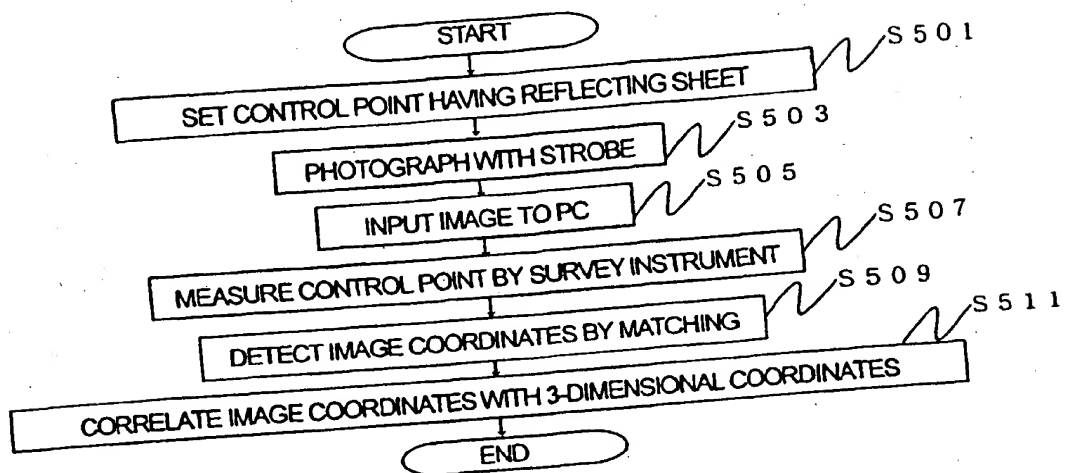 START
SET CONTROL POINT HAVING REFLECTING SHEET
S501
PHOTOGRAPH WITH STROBE
S503
INPUT IMAGE TO PC
S505
MEASURE CONTROL POINT BY SURVEY INSTRUMENT
S507
DETECT IMAGE COORDINATES BY MATCHING
S509
CORRELATE IMAGE COORDINATES WITH 3-DIMENSIONAL COORDINATES
S511
END